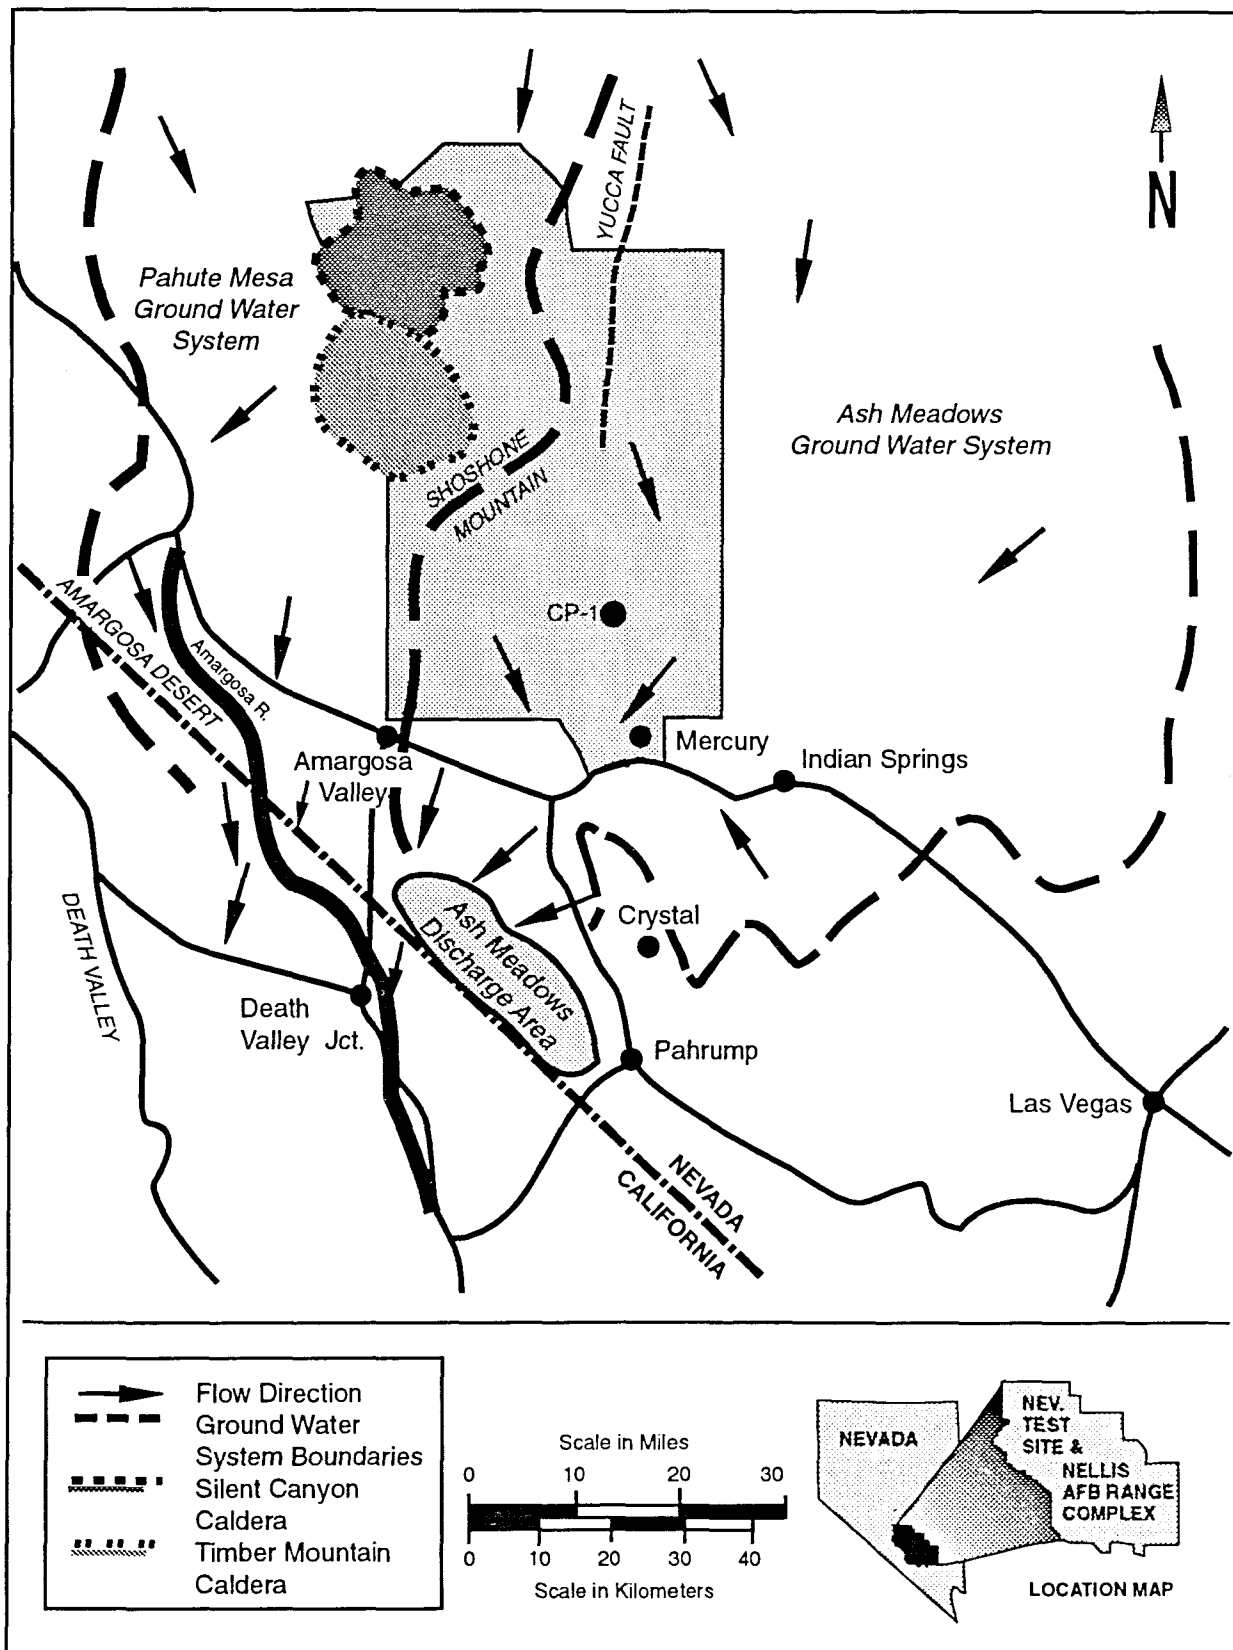 YUCCA FAULT
N
Pahute Mesa
Ground Water
System
Ash Meadows
Ground Water System
SHOSHONE
MOUNTAIN
CP-1
AMARGOSA DESERT
Amargosa R.
Mercury
Indian Springs
Amargosa
Valley
DEATH VALLEY
Ash Meadows
Discharge Area
Crystal
Death
Valley Jct.
Pahrump
Las Vegas
NEVADA
CALIFORNIA
Flow Direction
Ground Water
System Boundaries
Silent Canyon
Caldera
Timber Mountain
Caldera
Scale in Miles
0 10 20 30
0 10 20 30 40
Scale in Kilometers
NEVADA
NEV.
TEST
SITE &
NELLIS
AFB RANGE
COMPLEX
LOCATION MAP